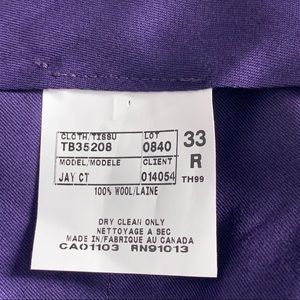 CLOTH/TISSU LOT 33
TB35208 0840 R
MODEL/MODELE CLIENT
JAY CT 014054 TH99
100% WOOL/LAINE
DRY CLEAN ONLY
NETTOYAGE A SEC
MADE IN/FABRIQUE AU CANADA
CA01103 RN91013